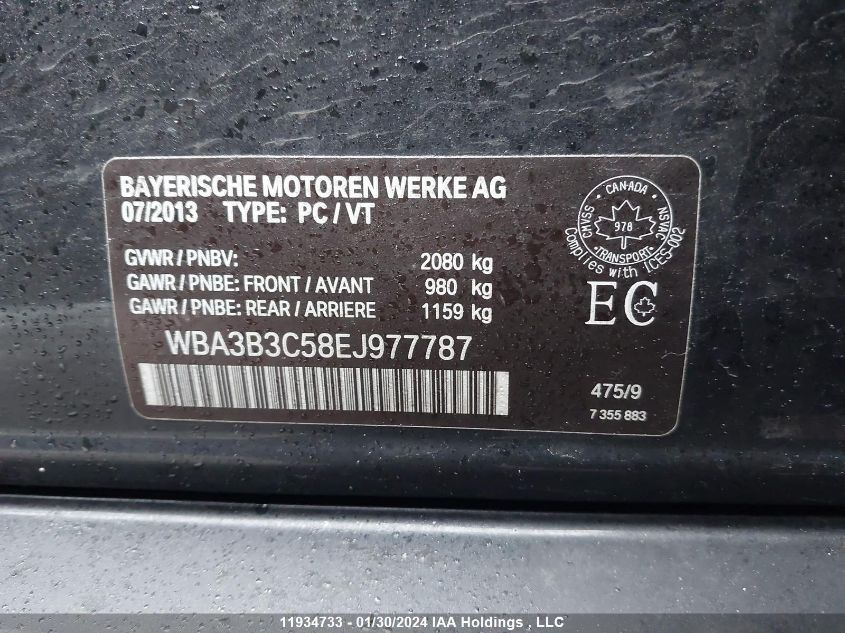 BAYERISCHE MOTOREN WERKE AG
07/2013 TYPE: PC / VT
GVWR / PNBV: 2080 kg
GAWR / PNBE: FRONT / AVANT 980 kg
GAWR / PNBE: REAR / ARRIERE 1159 kg
WBA3B3C58EJ977787
CANADA
CMVSS
NSVAC
978
TRANSPORT
Complies with ICES-002
EC
475/9
7 355 883
11934733 - 01/30/2024 IAA Holdings , LLC